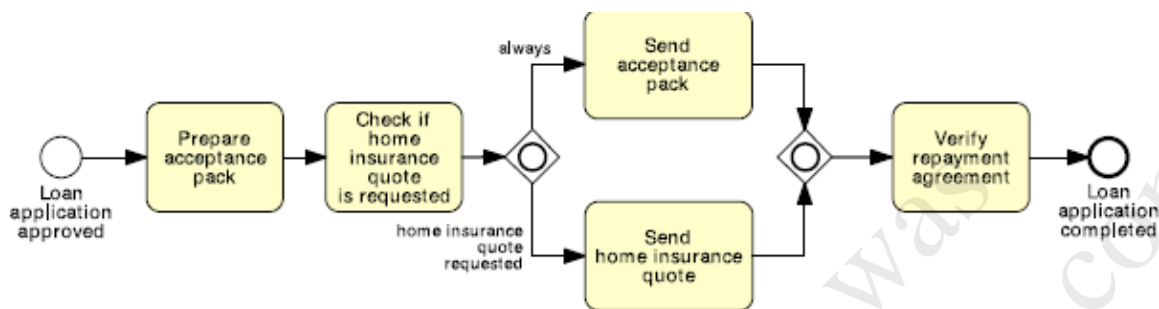 Loan
application
approved
Prepare
acceptance
pack
Check if
home
insurance
quote
is requested
always
home insurance
quote
requested
Send
acceptance
pack
Send
home insurance
quote
Verify
repayment
agreement
Loan
application
completed
was